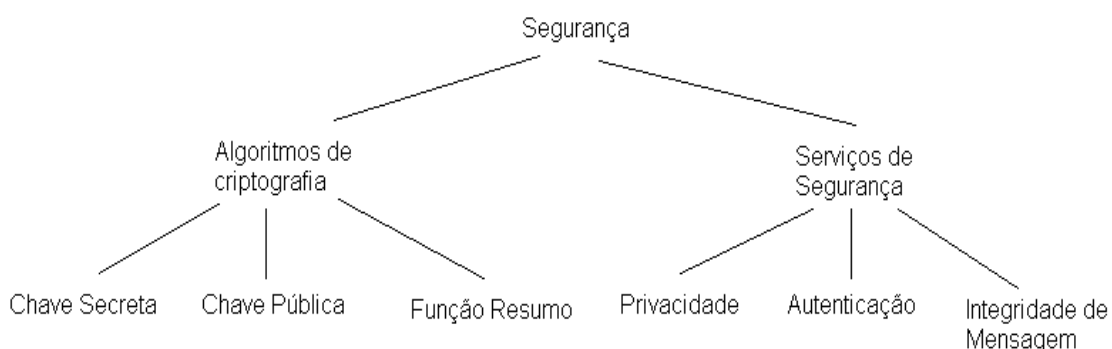 Segurança
Algoritmos de
criptografia
Serviços de
Segurança
Chave Secreta
Chave Pública
Função Resumo
Privacidade
Autenticação
Integridade de
Mensagem